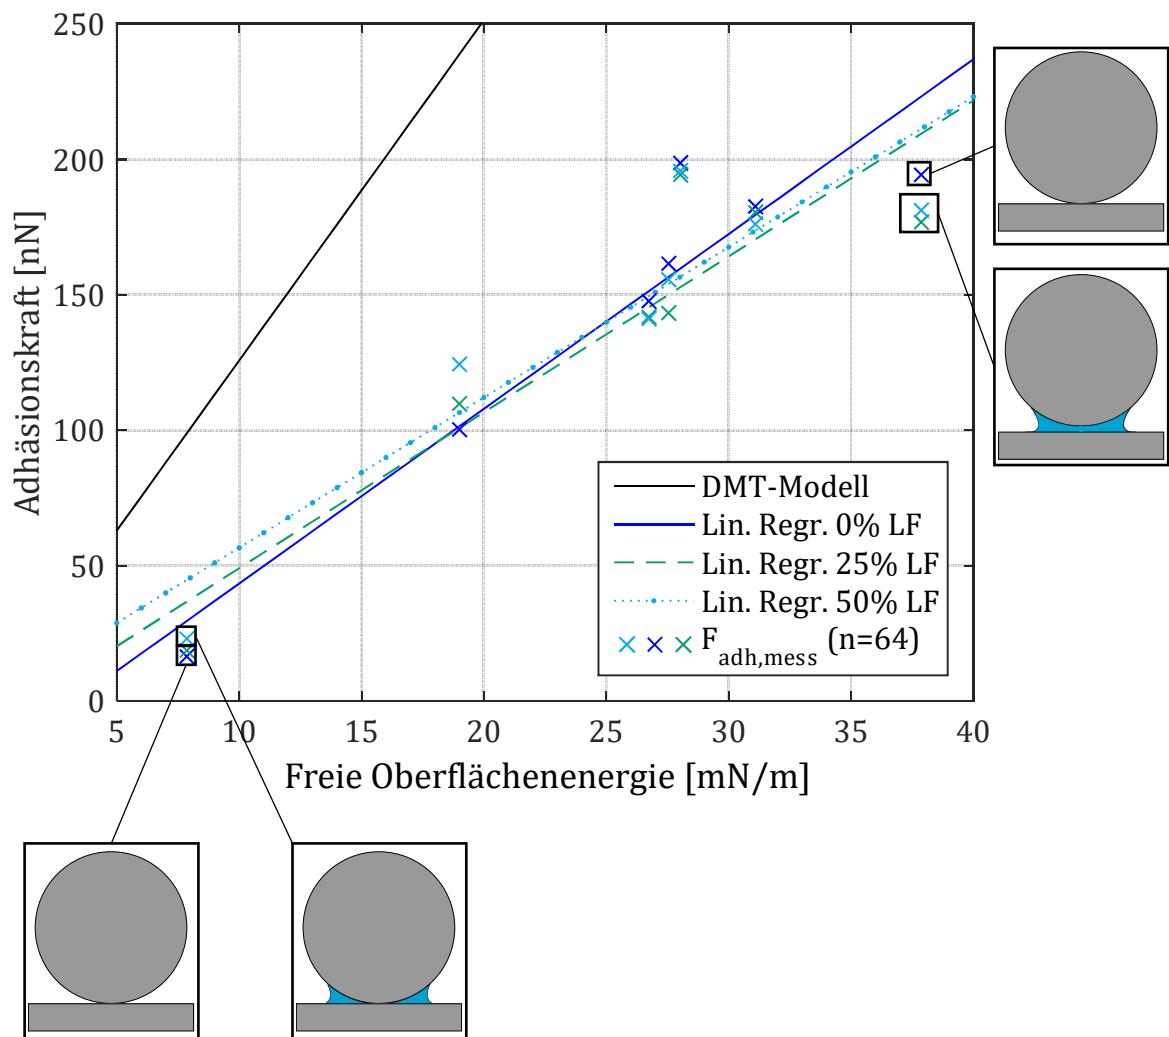 250
200
150
100
50
0
Adhäsionskraft [nN]
DMT-Modell
Lin. Regr. 0% LF
Lin. Regr. 25% LF
Lin. Regr. 50% LF
F adh,mess (n=64)
5 10 15 20 25 30 35 40
Freie Oberflächenenergie [mN/m]